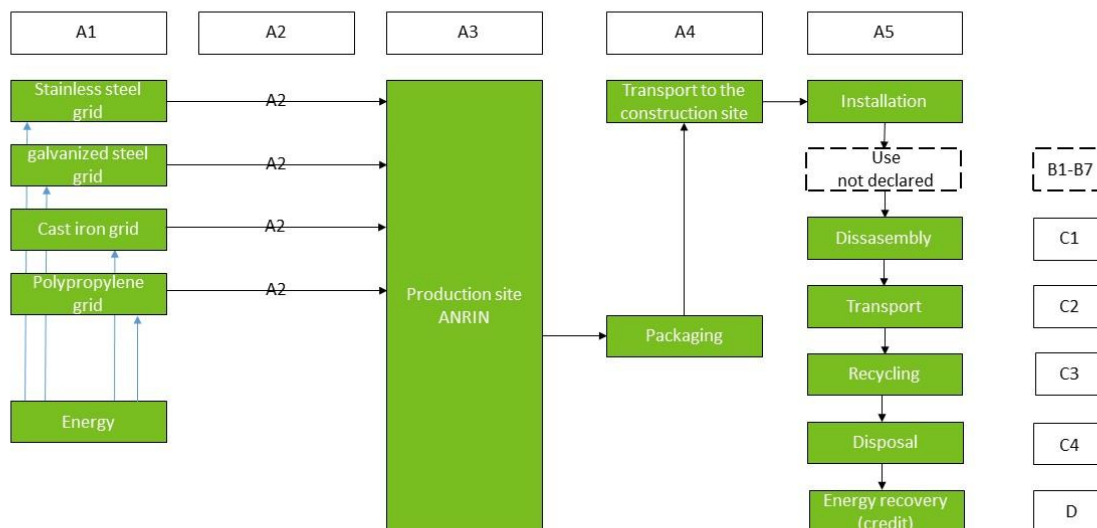 A1
A2
A3
A4
A5
Stainless steel
grid
A2
Transport to the
construction site
Installation
galvanized steel
grid
A2
Use
not declared
B1-B7
Cast iron grid
A2
Dissasembly
C1
Polypropylene
grid
A2
Production site
ANRIN
Transport
C2
Packaging
Recycling
C3
Energy
Disposal
C4
Energy recovery
(credit)
D